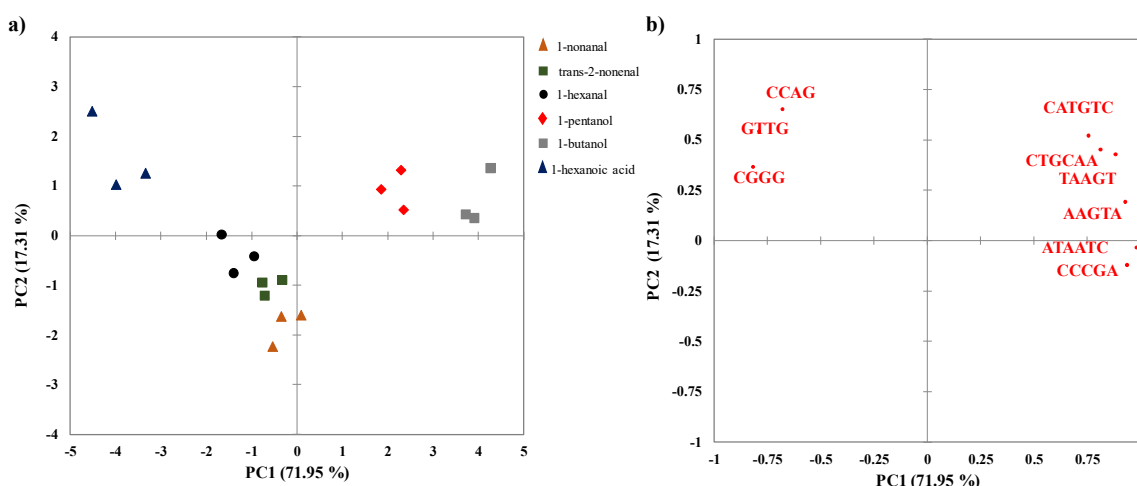 a)
PC2 (17.31 %)
4
3
2
1
0
-1
-2
-3
-4
-5
-4
-3
-2
-1
0
1
2
3
4
5
PC1 (71.95 %)
1-nonanal
trans-2-nonenal
1-hexanal
1-pentanol
1-butanol
1-hexanoic acid
b)
PC2 (17.31 %)
1
0.75
0.5
0.25
0
-0.25
-0.5
-0.75
-1
-1
-0.75
-0.5
-0.25
0
0.25
0.5
0.75
PC1 (71.95 %)
CCAG
GTTG
CGGG
CATGTC
CTGCAA
TAAGT
AAGTA
ATAATC
CCCGA